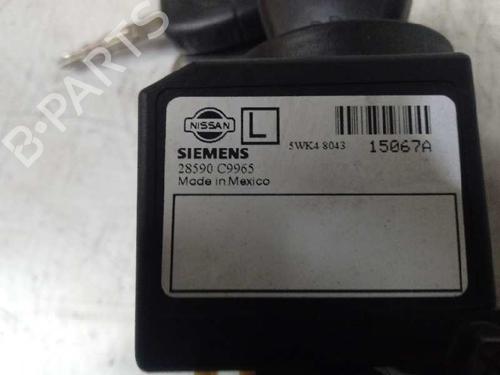 B-PARTS
NISSAN
L
SIEMENS
5WK4 8043
15067A
28590 C9965
Made in Mexico